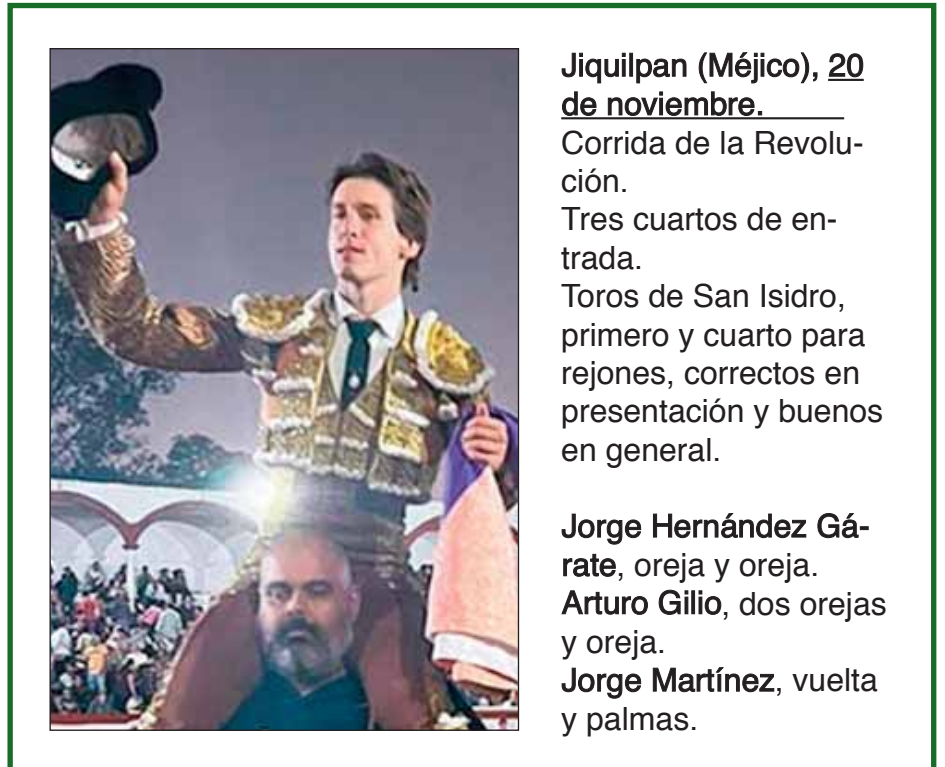 Jiquilpan (Méjico), 20
de noviembre.
Corrida de la Revolu-
ción.
Tres cuartos de en-
trada.
Toros de San Isidro,
primero y cuarto para
rejones, correctos en
presentación y buenos
en general.
Jorge Hernández Gá-
rate, oreja y oreja.
Arturo Gilio, dos orejas
y oreja.
Jorge Martínez, vuelta
y palmas.